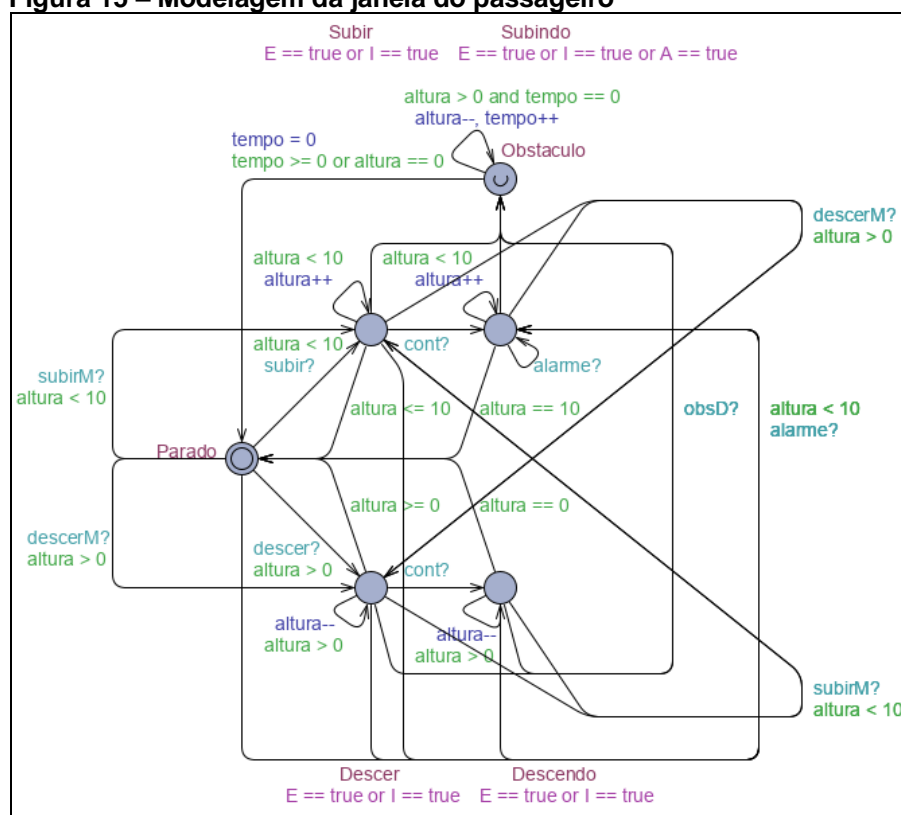 Figura 15 – Modelagem da janela do passageiro
Subir
Subindo
E == true or I == true
E == true or I == true or A == true
altura > 0 and tempo == 0
altura--, tempo++
tempo = 0
tempo >= 0 or altura == 0
Obstaculo
descerM?
altura > 0
altura < 10
altura++
altura < 10
altura++
altura < 10
subir?
cont?
alarme?
subirM?
altura < 10
altura <= 10
altura == 10
obsD?
altura < 10
alarme?
Parado
altura >= 0
altura == 0
descerM?
altura > 0
descer?
altura > 0
cont?
altura--
altura > 0
altura--
altura > 0
subirM?
altura < 10
Descer
Descendo
E == true or I == true
E == true or I == true